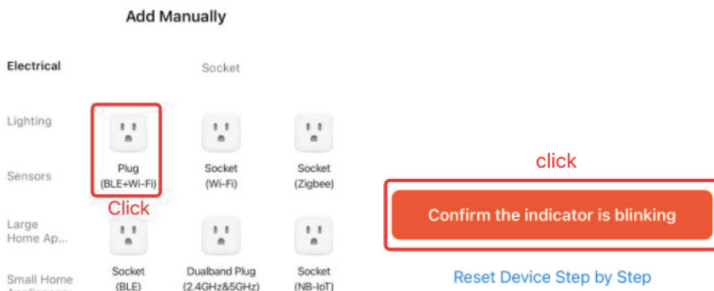 Add Manually
Electrical
Socket
Lighting
Sensors
Large
Home Ap...
Small Home
Plug
(BLE+Wi-Fi)
Socket
(Wi-Fi)
Socket
(Zigbee)
Click
Socket
(BLE)
Dualband Plug
(2.4GHz&5GHz)
Socket
(NB-IoT)
click
Confirm the indicator is blinking
Reset Device Step by Step